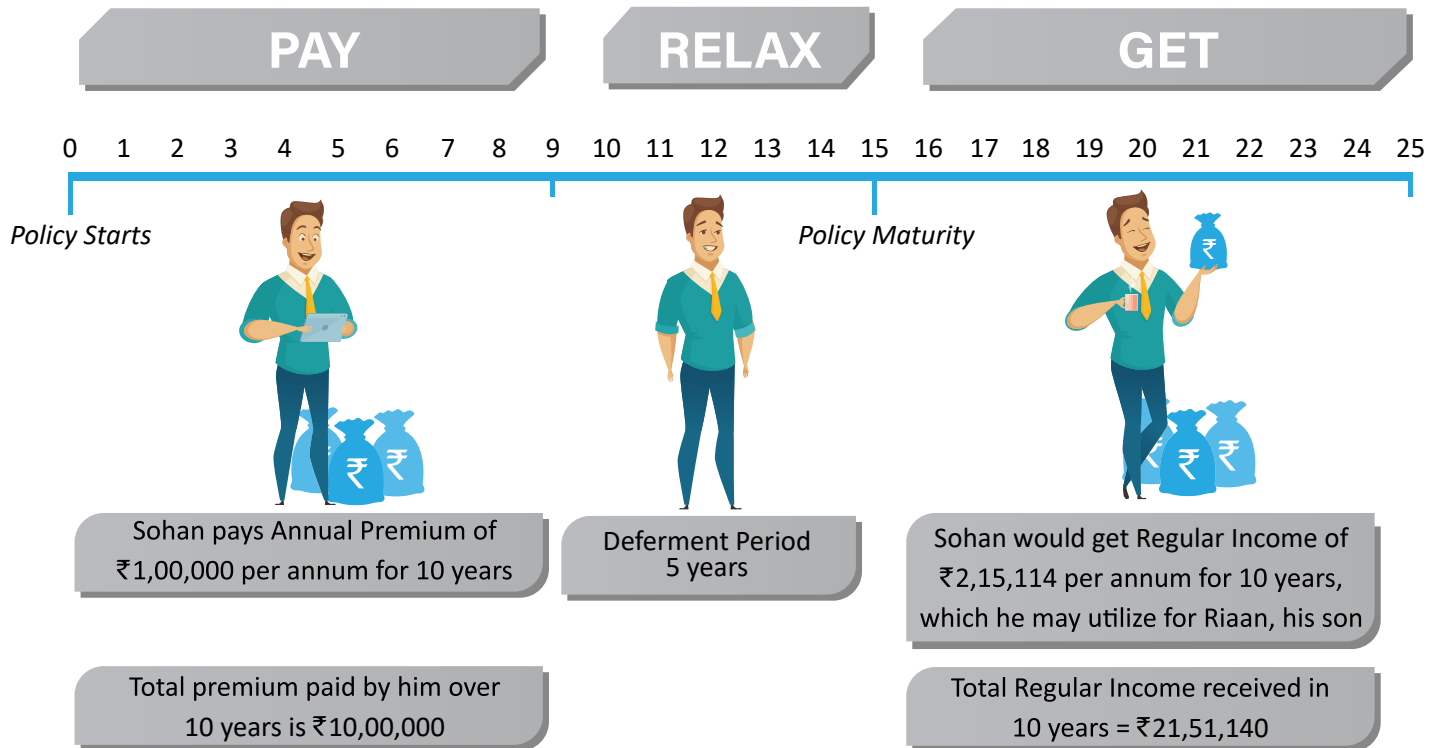 PAY
RELAX
GET
0 1 2 3 4 5 6 7 8 9 10 11 12 13 14 15 16 17 18 19 20 21 22 23 24 25
Policy Starts
Policy Maturity
₹
₹
₹
₹
₹
₹
₹
Sohan pays Annual Premium of
₹1,00,000 per annum for 10 years
Deferment Period
5 years
Sohan would get Regular Income of
₹2,15,114 per annum for 10 years,
which he may utilize for Riaan, his son
Total premium paid by him over
10 years is ₹10,00,000
Total Regular Income received in
10 years = ₹21,51,140